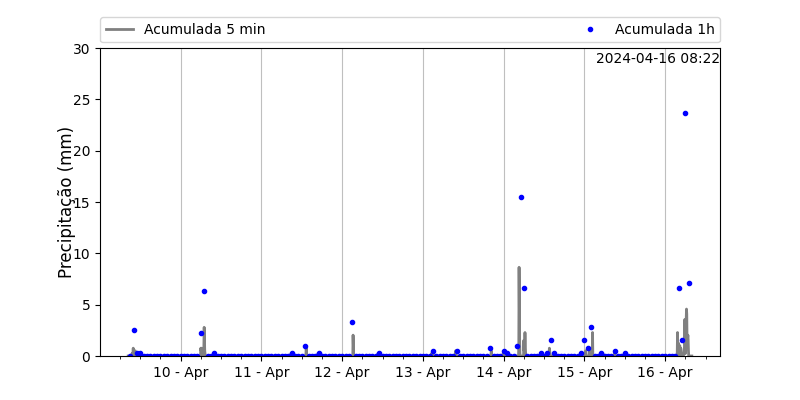 Acumulada 5 min
Acumulada 1h
2024-04-16 08:22
Precipitação (mm)
30
25
20
15
10
5
0
10 - Apr
11 - Apr
12 - Apr
13 - Apr
14 - Apr
15 - Apr
16 - Apr